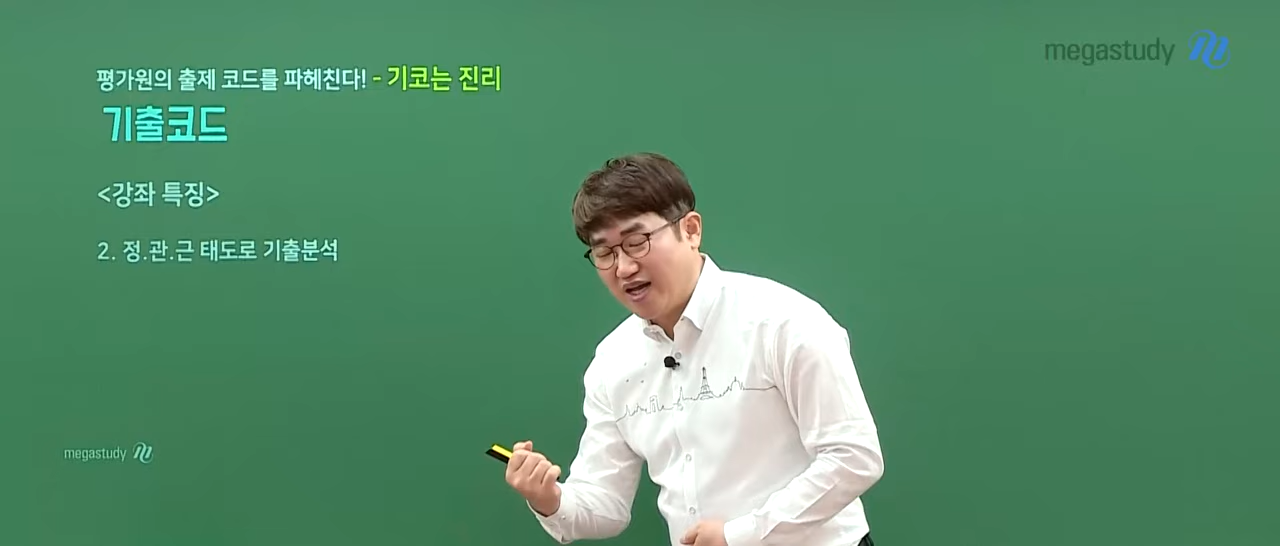 megastudy
평가원의 출제 코드를 파헤친다! - 기코는 진리
기출코드
<강좌 특징>
2. 정.관.근 태도로 기출분석
megastudy